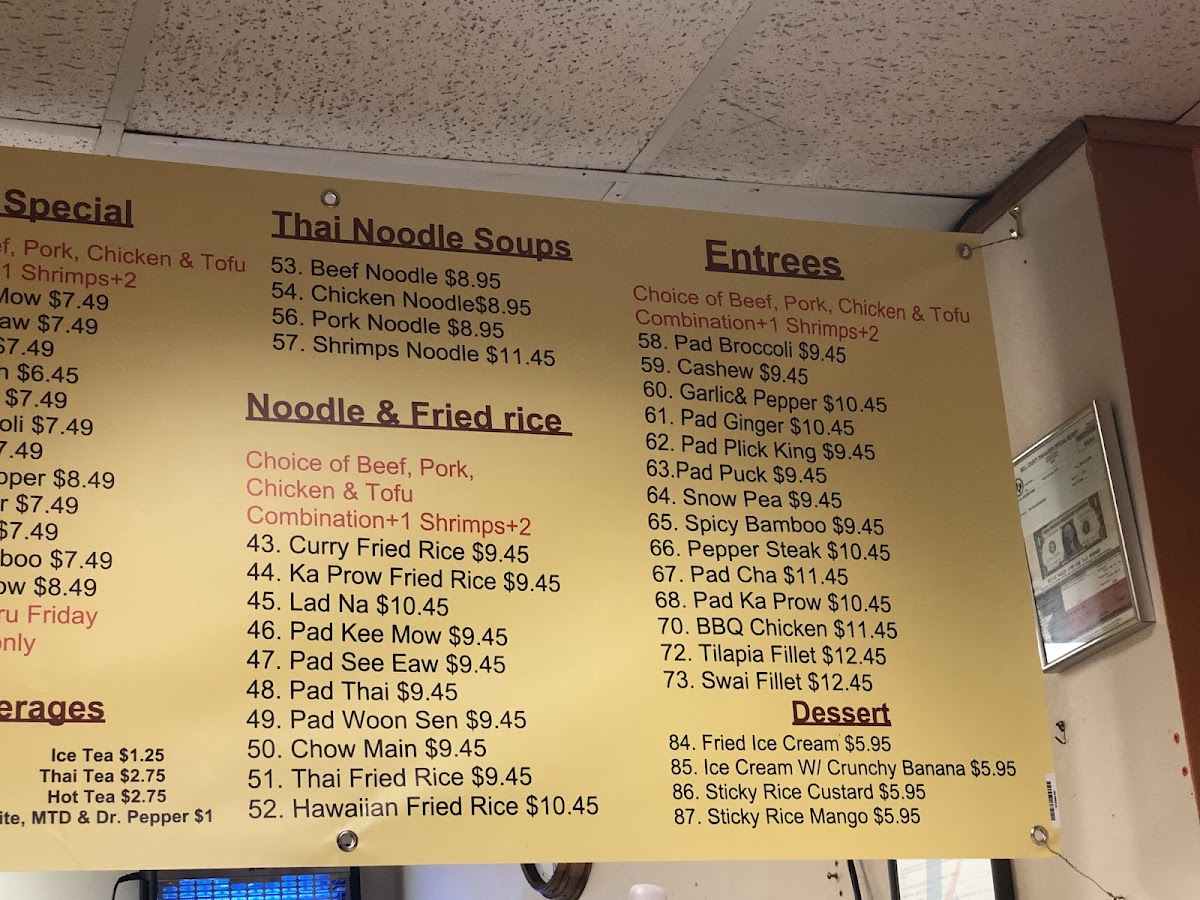 Special
Pork, Chicken & Tofu
1 Shrimps+2
Mow $7.49
aw $7.49
$7.49
$6.45
$7.49
oli $7.49
7.49
pper $8.49
r $7.49
$7.49
boo $7.49
ow $8.49
ru Friday
only
erages
Ice Tea $1.25
Thai Tea $2.75
Hot Tea $2.75
ite, MTD & Dr. Pepper $1
Thai Noodle Soups
53. Beef Noodle $8.95
54. Chicken Noodle$8.95
56. Pork Noodle $8.95
57. Shrimps Noodle $11.45
Noodle & Fried rice
Choice of Beef, Pork,
Chicken & Tofu
Combination+1 Shrimps+2
43. Curry Fried Rice $9.45
44. Ka Prow Fried Rice $9.45
45. Lad Na $10.45
46. Pad Kee Mow $9.45
47. Pad See Eaw $9.45
48. Pad Thai $9.45
49. Pad Woon Sen $9.45
50. Chow Main $9.45
51. Thai Fried Rice $9.45
52. Hawaiian Fried Rice $10.45
Entrees
Choice of Beef, Pork, Chicken & Tofu
Combination+1 Shrimps+2
58. Pad Broccoli $9.45
59. Cashew $9.45
60. Garlic& Pepper $10.45
61. Pad Ginger $10.45
62. Pad Plick King $9.45
63.Pad Puck $9.45
64. Snow Pea $9.45
65. Spicy Bamboo $9.45
66. Pepper Steak $10.45
67. Pad Cha $11.45
68. Pad Ka Prow $10.45
70. BBQ Chicken $11.45
72. Tilapia Fillet $12.45
73. Swai Fillet $12.45
Dessert
84. Fried Ice Cream $5.95
85. Ice Cream W/ Crunchy Banana $5.95
86. Sticky Rice Custard $5.95
87. Sticky Rice Mango $5.95